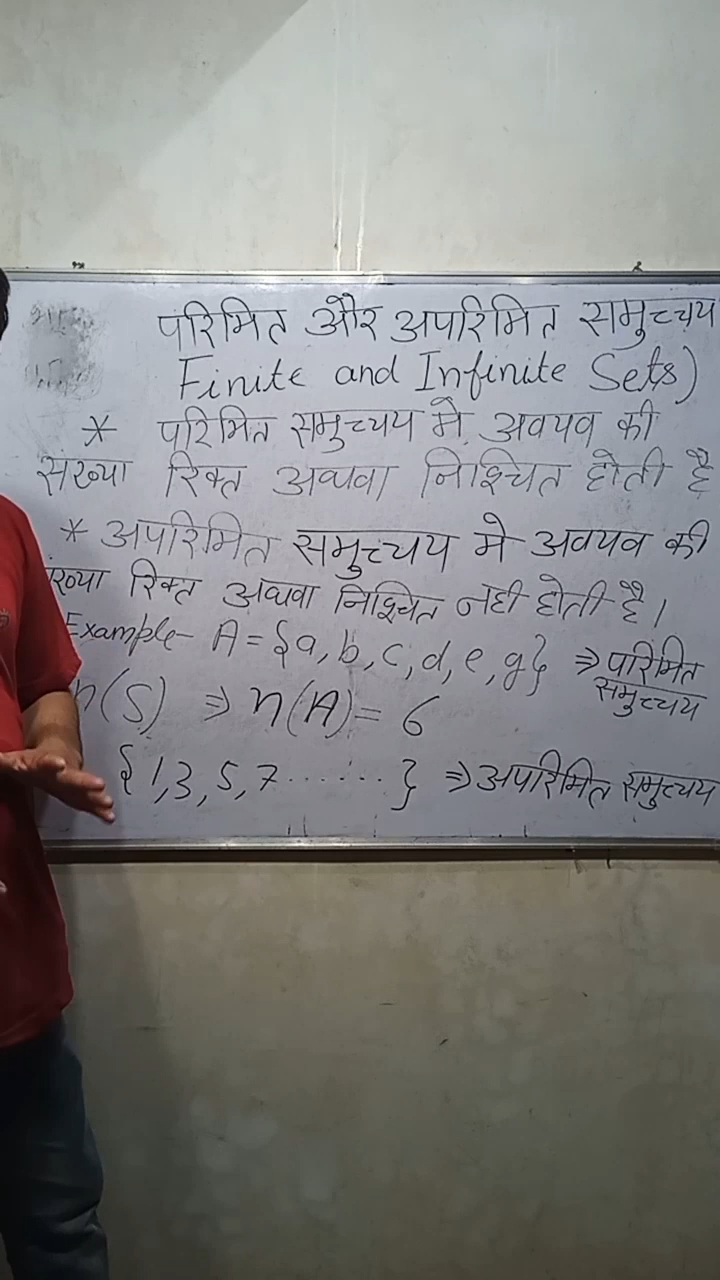 परिमित और अपरिमित समुच्चय
Finite and Infinite Sets)
* परिमित समुच्यय मे अवयव की
संख्या रिक्त अथवा निश्चित होती है
* अपरिमित समुच्चय मे अवयव की
ंख्या रिक्त अथवा निश्चित नही होती है।
Example- A = {a, b, c, d, e, g} ⇒ परिमित समुच्चय
n(S) ⇒ n(A) = 6
{1,3,5,7.......} ⇒ अपरिमित समुच्चय